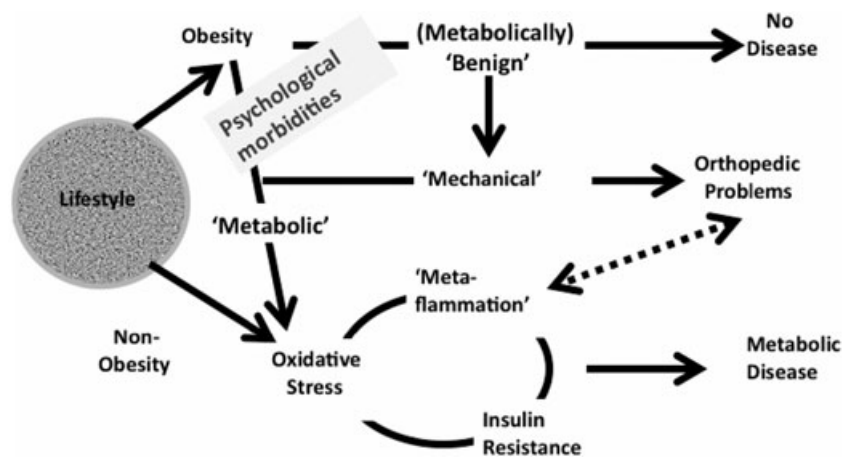 Obesity
(Metabolically)
‘Benign’
No
Disease
Psychological
morbidities
Lifestyle
‘Mechanical’
Orthopedic
Problems
‘Metabolic’
‘Meta-
flammation’
Non-
Obesity
Oxidative
Stress
Metabolic
Disease
Insulin
Resistance